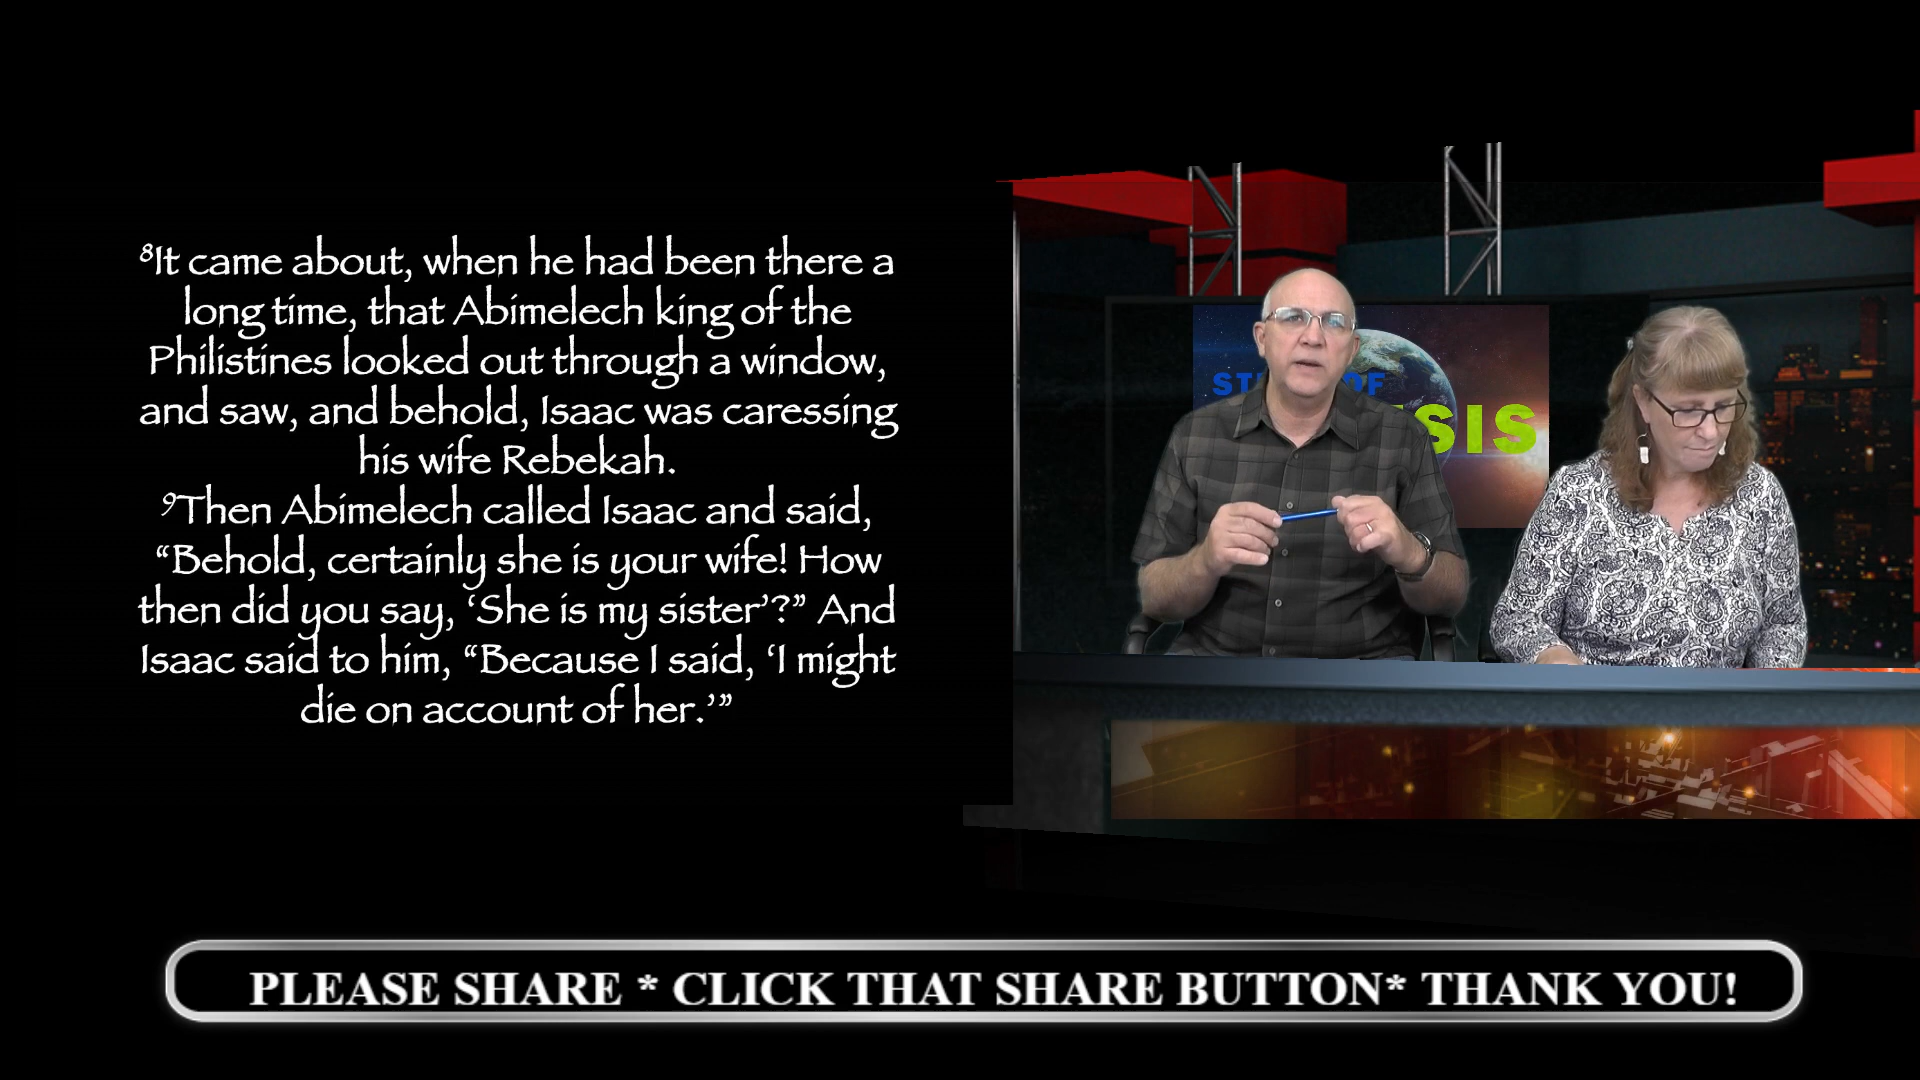 ⁸It came about, when he had been there a
long time, that Abimelech king of the
Philistines looked out through a window,
and saw, and behold, Isaac was caressing
his wife Rebekah.
⁹Then Abimelech called Isaac and said,
“Behold, certainly she is your wife! How
then did you say, ‘She is my sister’?” And
Isaac said to him, “Because I said, ‘I might
die on account of her.’”
OF
SIS
PLEASE SHARE * CLICK THAT SHARE BUTTON* THANK YOU!